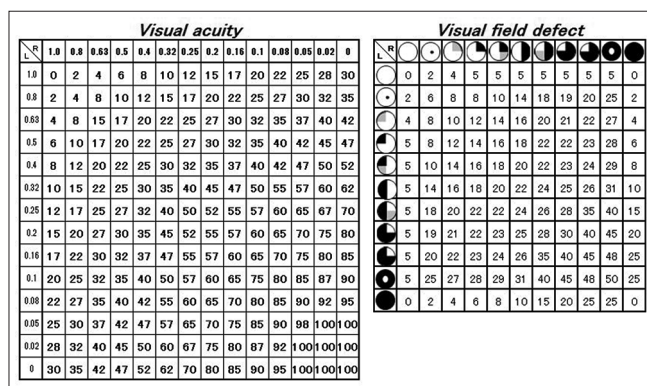 Visual acuity
L R 1.0 0.8 0.63 0.5 0.4 0.32 0.25 0.2 0.16 0.1 0.08 0.05 0.02 0
1.0 0 2 4 6 8 10 12 15 17 20 22 25 28 30
0.8 2 4 8 10 12 15 17 20 22 25 27 30 32 35
0.63 4 8 15 17 20 22 25 27 30 32 35 37 40 42
0.5 6 10 17 20 22 25 27 30 32 35 40 42 45 47
0.4 8 12 20 22 25 30 32 35 37 40 42 47 50 52
0.32 10 15 22 25 30 35 40 45 47 50 55 57 60 62
0.25 12 17 25 27 32 40 50 52 55 57 60 65 67 70
0.2 15 20 27 30 35 45 52 55 57 60 65 70 75 80
0.16 17 22 30 32 37 47 55 57 60 65 70 75 80 85
0.1 20 25 32 35 40 50 57 60 65 75 80 85 87 90
0.08 22 27 35 40 42 55 60 65 70 80 85 90 92 95
0.05 25 30 37 42 47 57 65 70 75 85 90 98 100 100
0.02 28 32 40 45 50 60 67 75 80 87 92 100 100 100
0 30 35 42 47 52 62 70 80 85 90 95 100 100 100
Visual field defect
L R
0 2 4 5 5 5 5 5 5 5 0
2 6 8 8 10 14 18 19 20 25 2
4 8 10 12 14 16 20 21 22 27 4
5 8 12 14 16 18 22 22 23 28 6
5 10 14 16 18 20 22 23 24 29 8
5 14 16 18 20 22 24 25 26 31 10
5 18 20 22 22 24 26 28 35 40 15
5 19 21 22 23 25 28 30 40 45 20
5 20 22 23 24 26 35 40 45 48 25
5 25 27 28 29 31 40 45 48 50 25
0 2 4 6 8 10 15 20 25 25 0